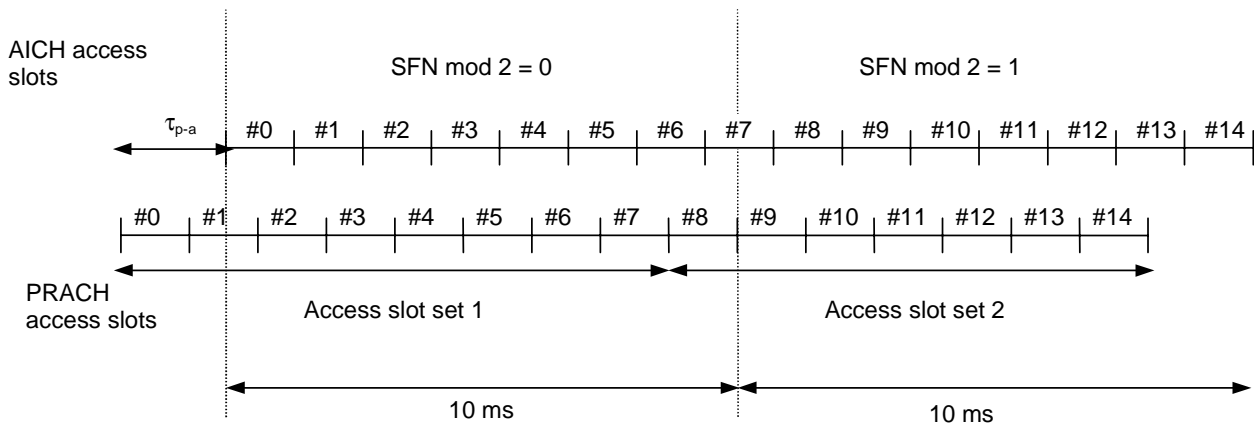 AICH access
slots
SFN mod 2 = 0
SFN mod 2 = 1
τp-a
#0 #1 #2 #3 #4 #5 #6 #7 #8 #9 #10 #11 #12 #13 #14
#0 #1 #2 #3 #4 #5 #6 #7 #8 #9 #10 #11 #12 #13 #14
PRACH
access slots
Access slot set 1
Access slot set 2
10 ms
10 ms